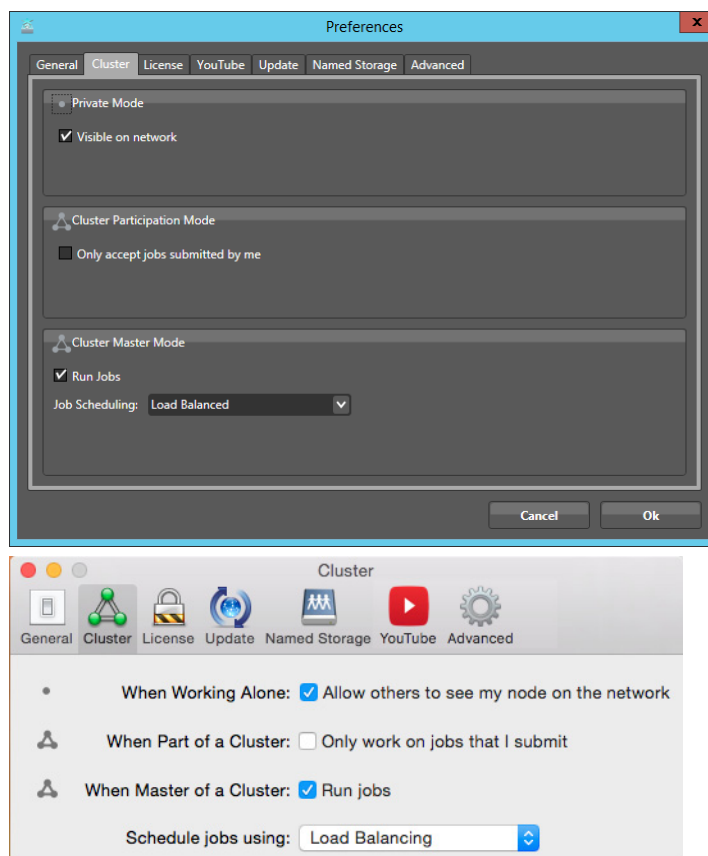 Preferences
x
General Cluster License YouTube Update Named Storage Advanced
Private Mode
Visible on network
Cluster Participation Mode
Only accept jobs submitted by me
Cluster Master Mode
Run Jobs
Job Scheduling: Load Balanced
Cancel Ok
Cluster
General Cluster License Update Named Storage YouTube Advanced
When Working Alone: Allow others to see my node on the network
When Part of a Cluster: Only work on jobs that I submit
When Master of a Cluster: Run jobs
Schedule jobs using: Load Balancing